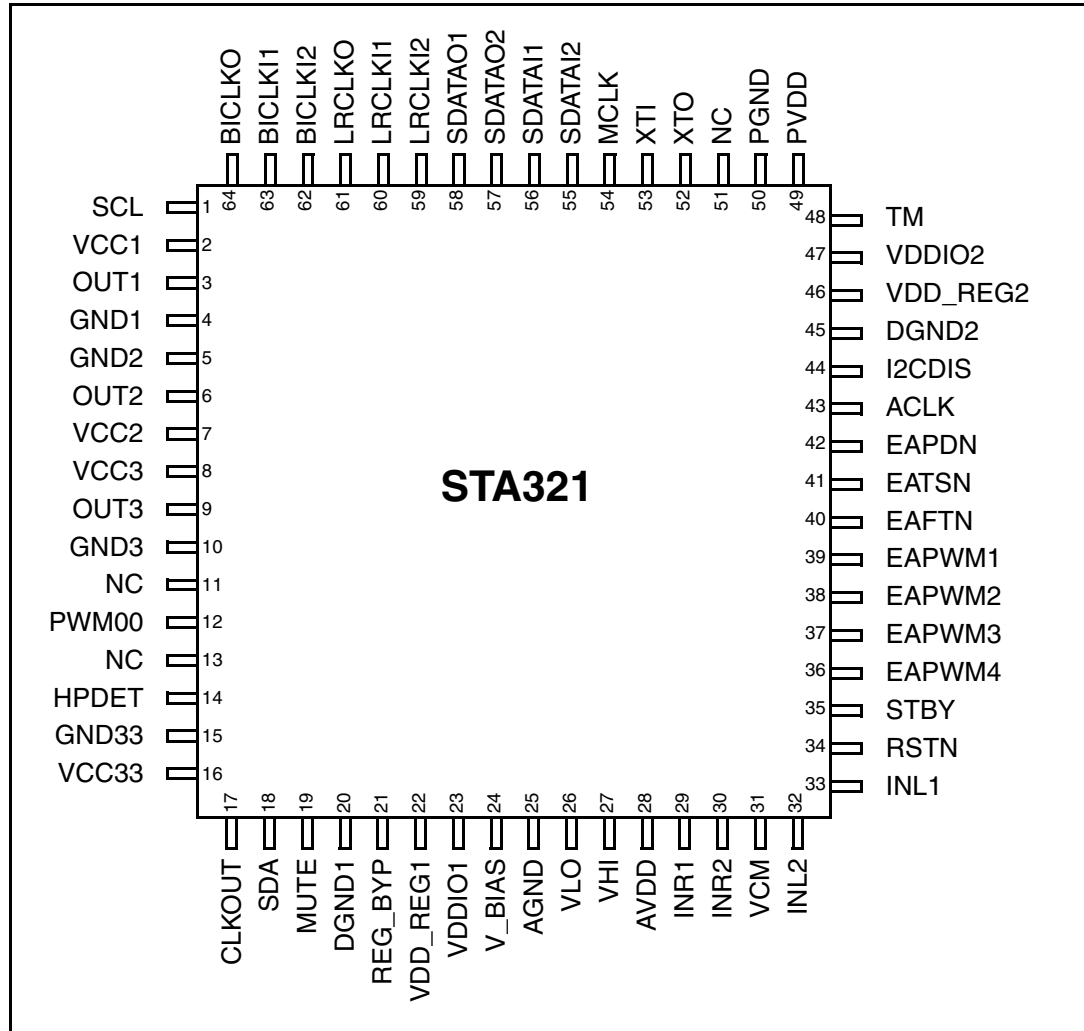 BICLKO
BICLKI1
BICLKI2
LRCLKO
LRCLKI1
LRCLKI2
SDATAO1
SDATAO2
SDATAI1
SDATAI2
MCLK
XTI
XTO
NC
PGND
PVDD
64
63
62
61
60
59
58
57
56
55
54
53
52
51
50
49
SCL 1
VCC1 2
OUT1 3
GND1 4
GND2 5
OUT2 6
VCC2 7
VCC3 8
OUT3 9
GND3 10
NC 11
PWM00 12
NC 13
HPDET 14
GND33 15
VCC33 16
STA321
48 TM
47 VDDIO2
46 VDD_REG2
45 DGND2
44 I2CDIS
43 ACLK
42 EAPDN
41 EATSN
40 EAFTN
39 EAPWM1
38 EAPWM2
37 EAPWM3
36 EAPWM4
35 STBY
34 RSTN
33 INL1
17
18
19
20
21
22
23
24
25
26
27
28
29
30
31
32
CLKOUT
SDA
MUTE
DGND1
REG_BYP
VDD_REG1
VDDIO1
V_BIAS
AGND
VLO
VHI
AVDD
INR1
INR2
VCM
INL2